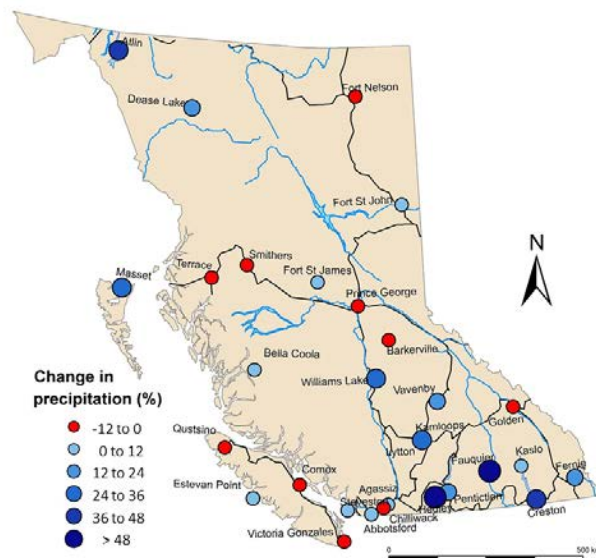 Atlin
Fort Nelson
Dease Lake
Fort St John
N
Smithers
Terrace
Fort St James
Masset
Prince George
Barkerville
Bella Coola
Williams Lake
Vavenby
Change in
precipitation (%)
-12 to 0
0 to 12
12 to 24
24 to 36
36 to 48
> 48
Golden
Kamloops
Qustsino
Lytton
Kaslo
Fauquier
Fernie
Comox
Estevan Point
Agassiz
Steveston
Hedley
Pentiction
Creston
Chilliwack
Abbotsford
Victoria Gonzales
0
500 km